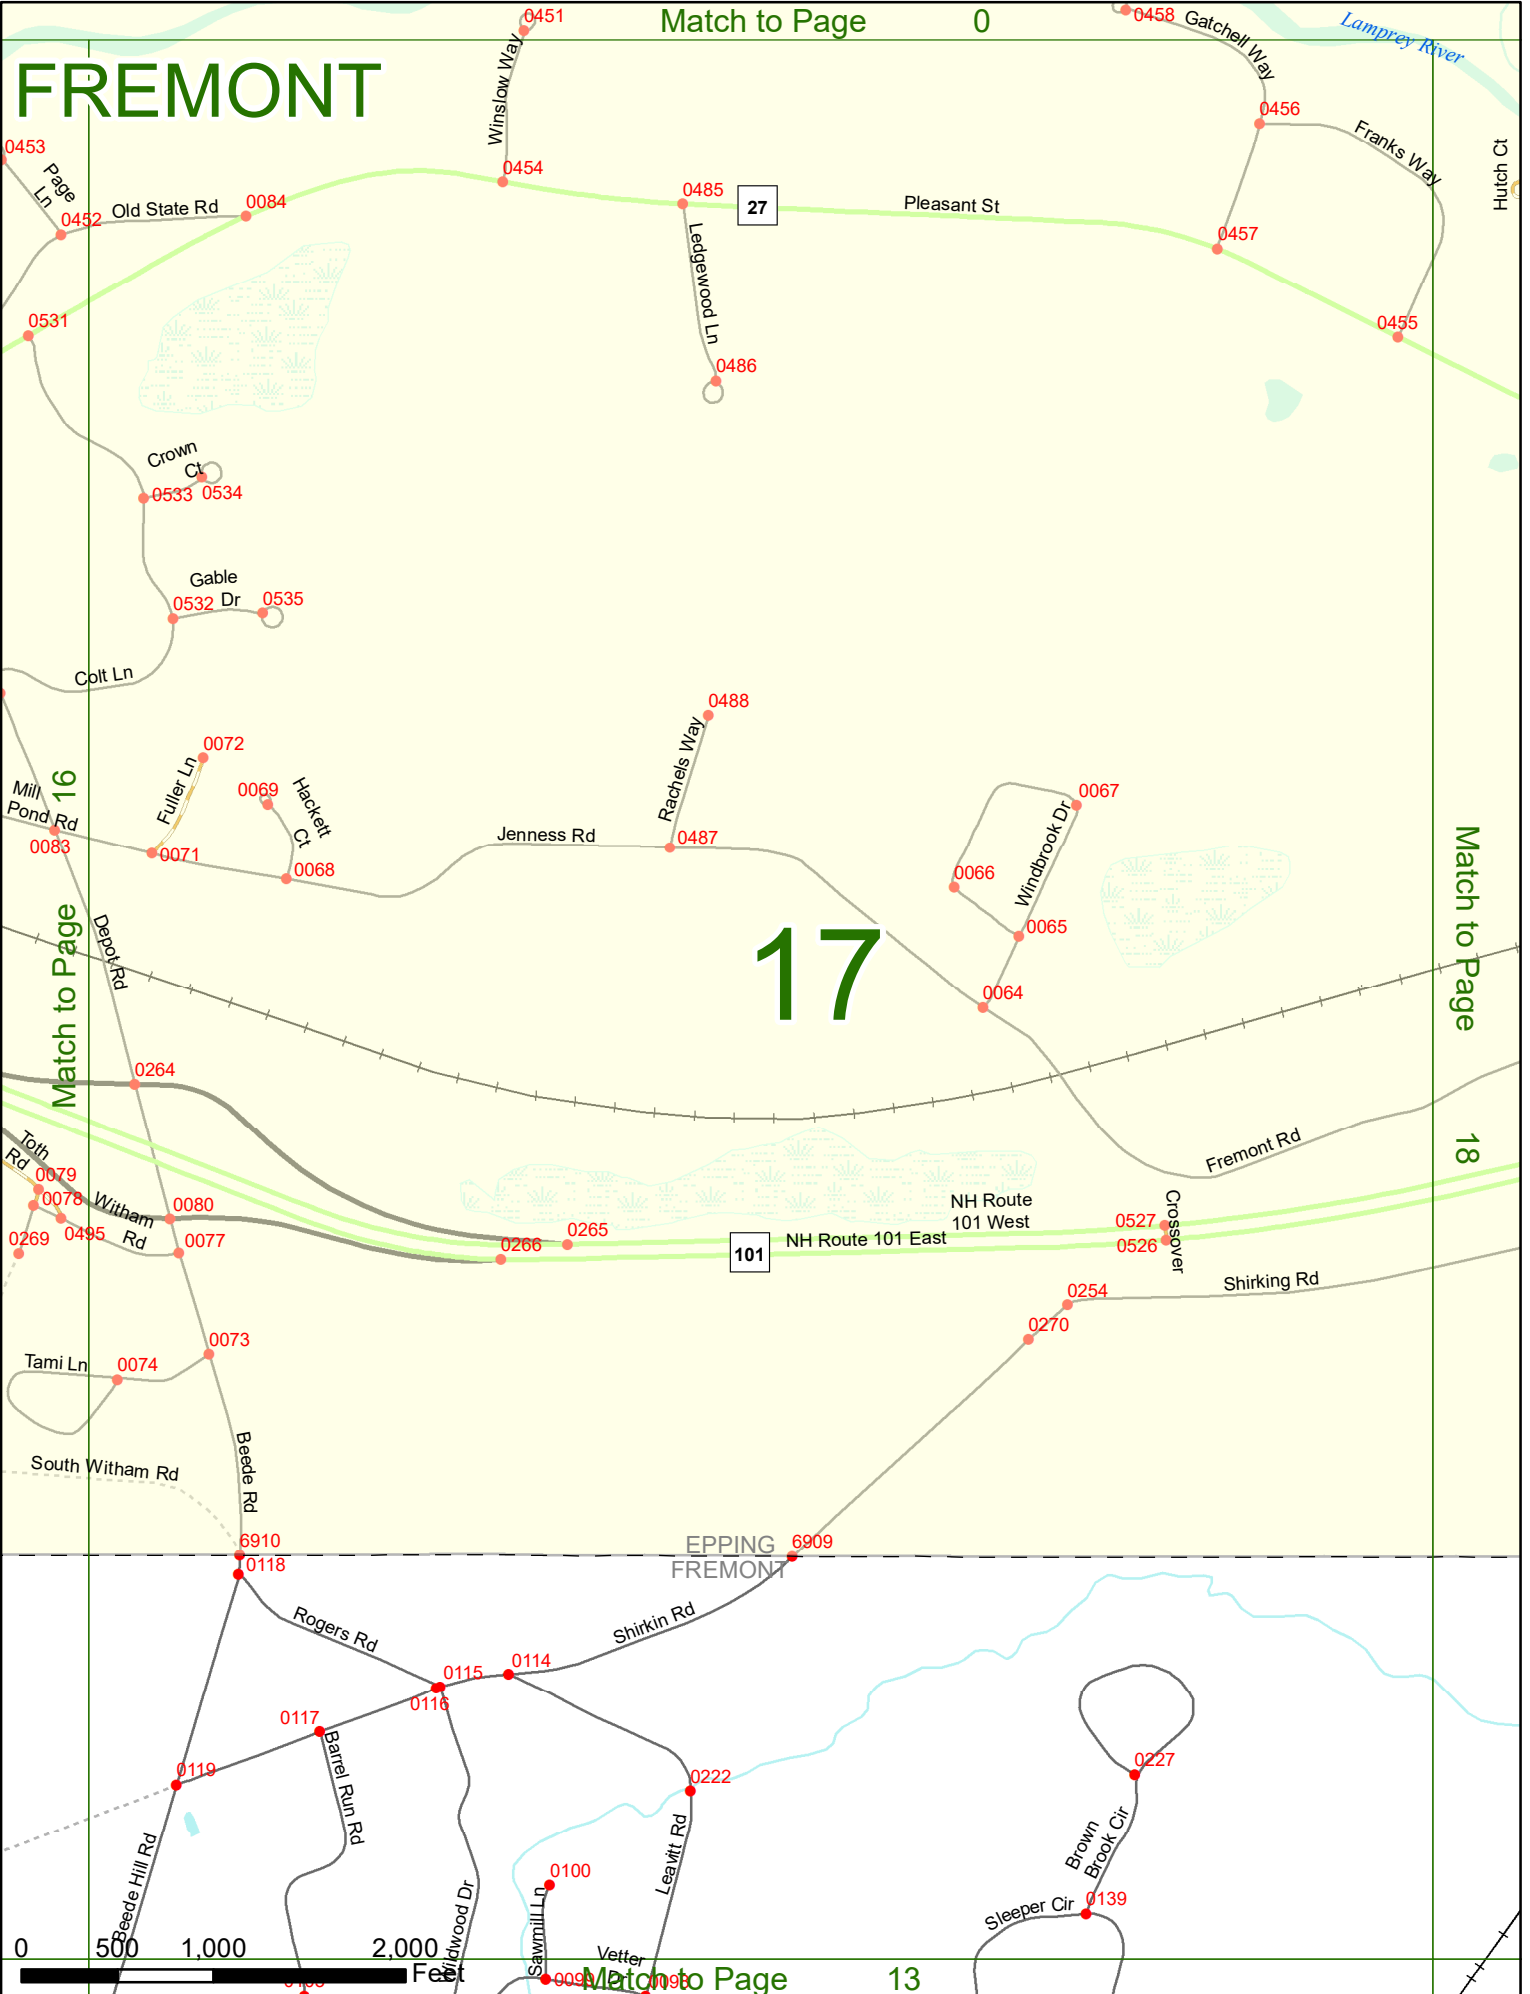 0451
Match to Page 0
0458
Gatchell Way
Lamprey River
FREMONT
Winslow Way
0456
Franks Way
Hutch Ct
0453
Page
Ln
0454
0452
Old State Rd
0084
0485
27
Pleasant St
0457
Ledgewood Ln
0531
0455
0486
Crown
Ct
0533
0534
Gable
Dr
0532
0535
Colt Ln
0488
Rachels Way
0072
Fuller Ln
0069
Hackett
Ct
Mill
Pond Rd
16
0083
0071
0068
Jenness Rd
0487
0067
Windbrook Dr
0066
0065
Match to Page
18
Match to Page
Depot Rd
17
0064
0264
Toth
Rd
0079
0078
Witham
Rd
0495
0080
0077
0269
Fremont Rd
NH Route
101 West
0265
0266
101
NH Route 101 East
0527
0526
Crossover
0254
Shirking Rd
0270
0073
Tami Ln
0074
South Witham Rd
Beede Rd
6910
0118
EPPING
FREMONT
6909
Rogers Rd
Shirkin Rd
0115
0114
0116
0117
Barrel Run Rd
0119
0222
0227
Leavitt Rd
Brown
Brook Cir
Beede Hill Rd
0100
Sawmill Ln
Sleeper Cir
0139
0 500 1,000 2,000
Feet
Vetter
Dr
0099
Match to Page 13